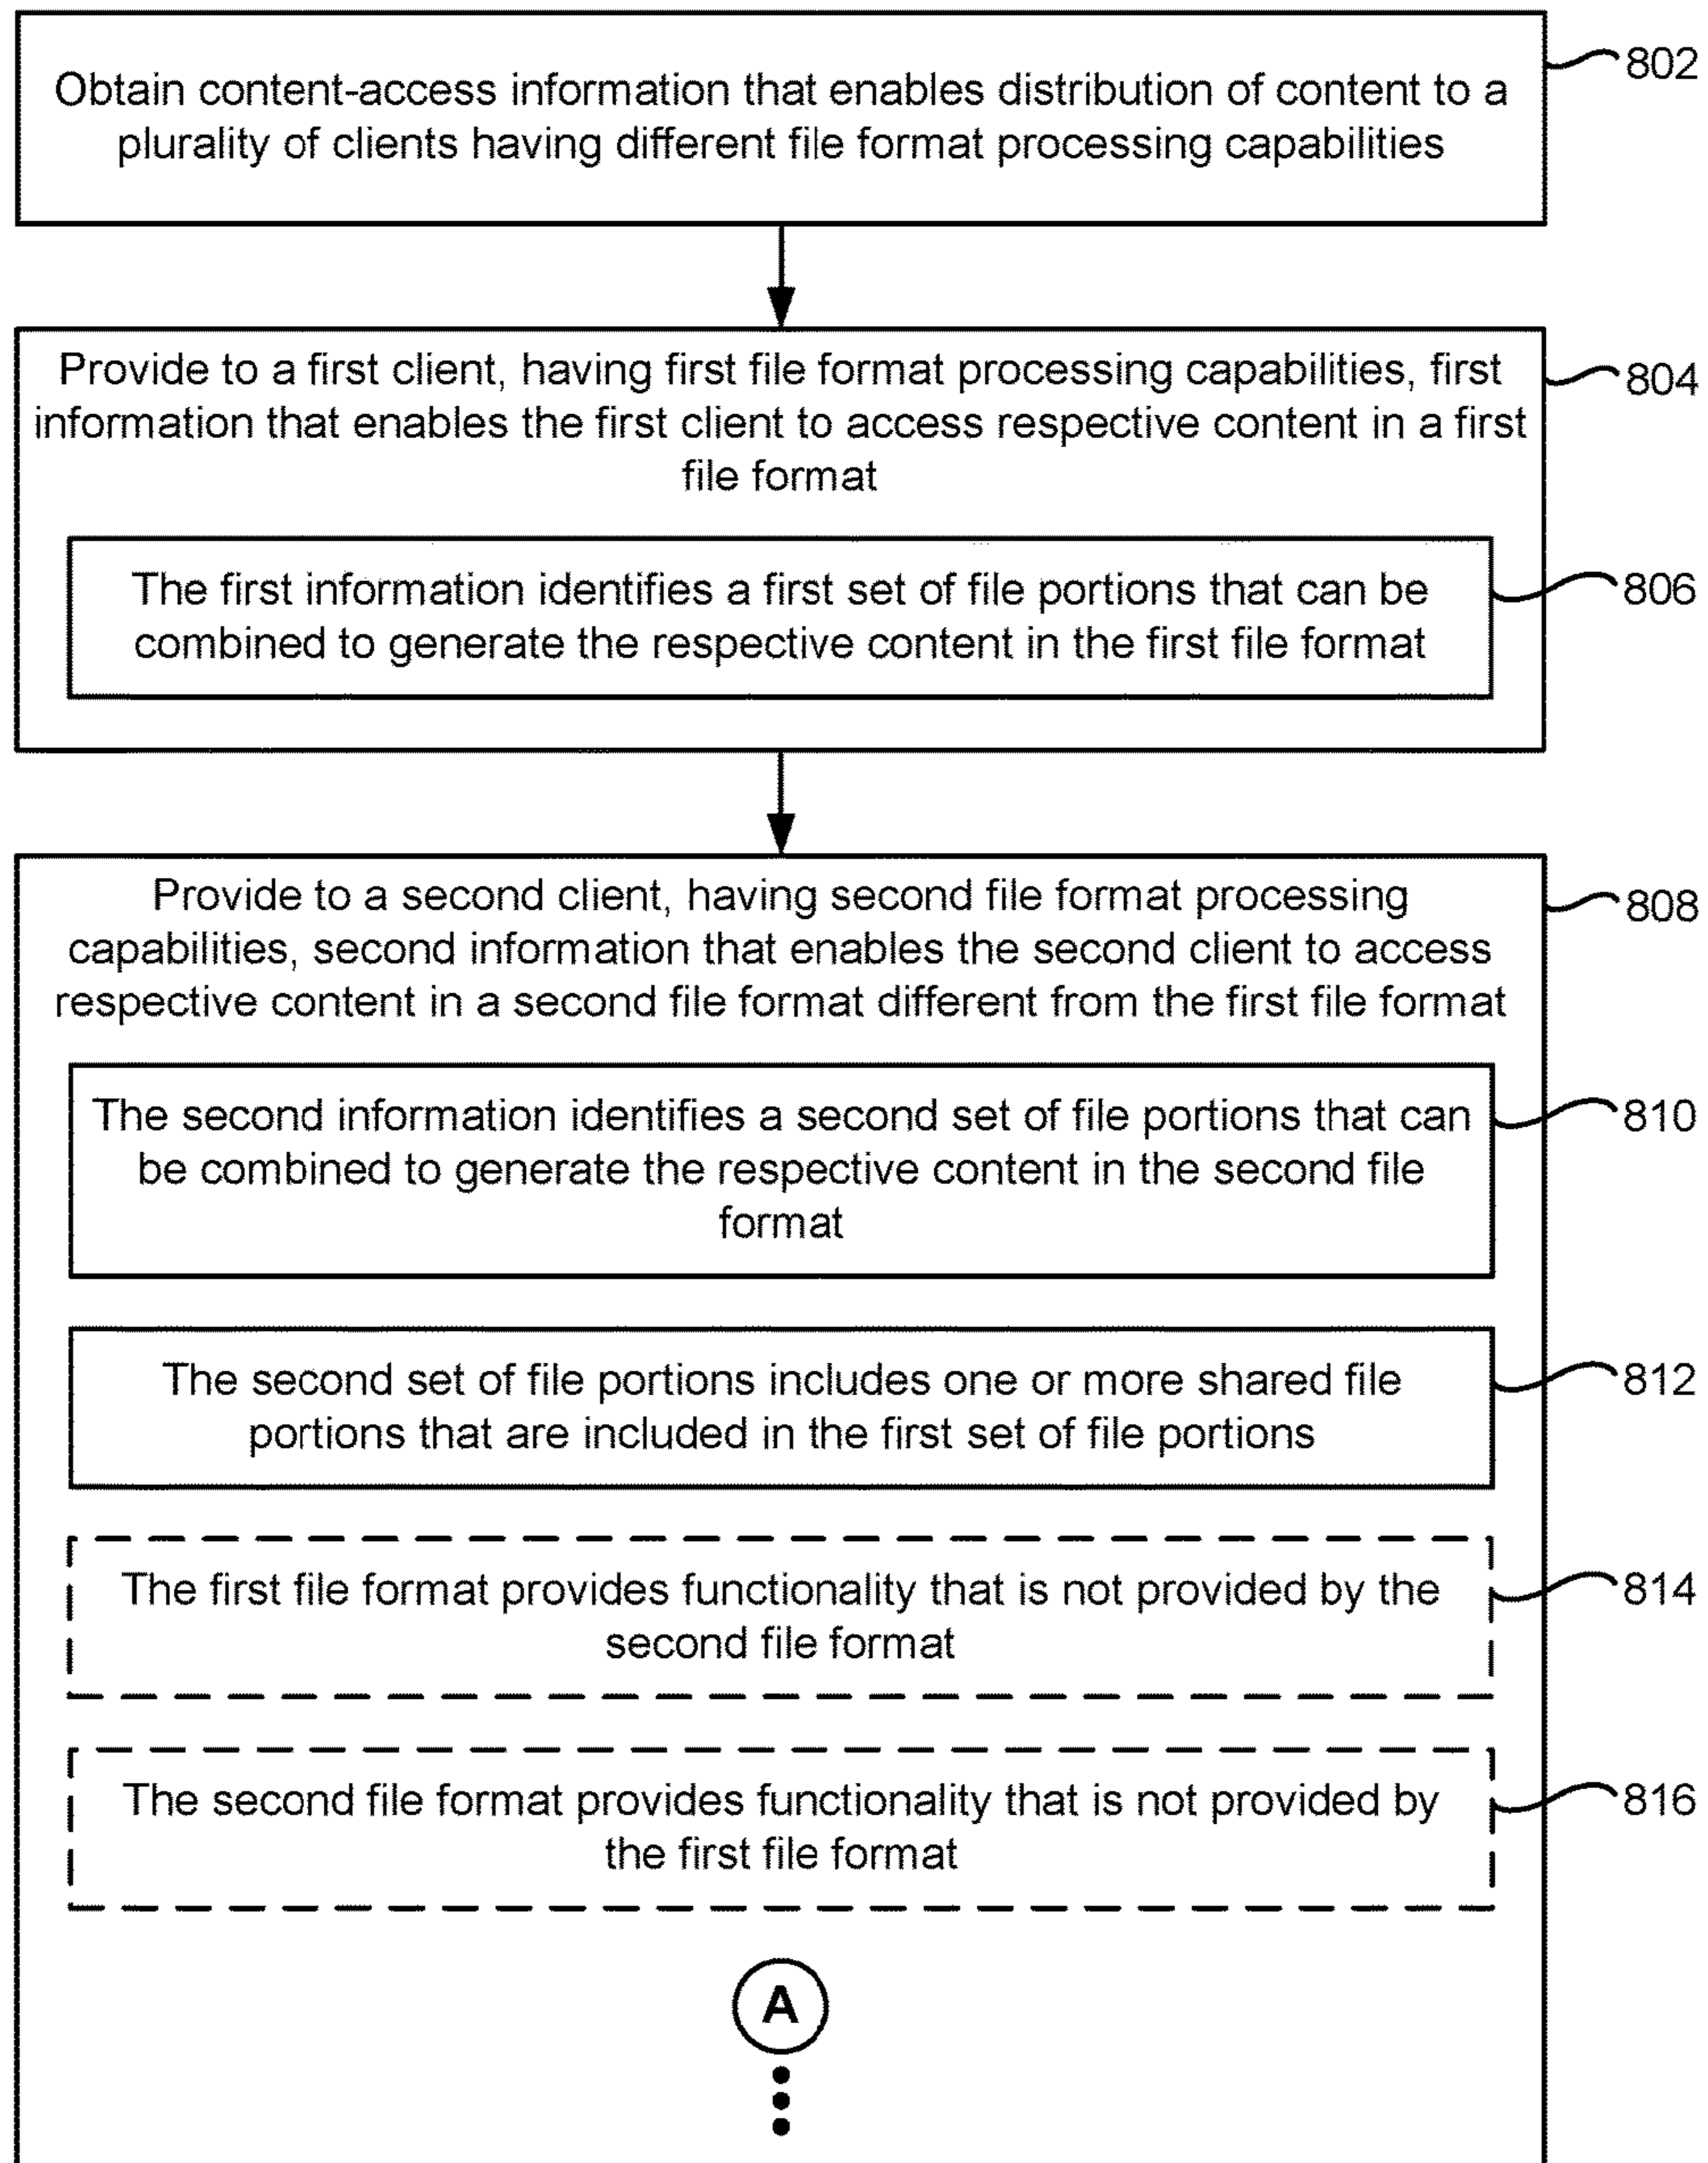 Obtain content-access information that enables distribution of content to a
plurality of clients having different file format processing capabilities
802
Provide to a first client, having first file format processing capabilities, first
information that enables the first client to access respective content in a first
file format
804
The first information identifies a first set of file portions that can be
combined to generate the respective content in the first file format
806
Provide to a second client, having second file format processing
capabilities, second information that enables the second client to access
respective content in a second file format different from the first file format
808
The second information identifies a second set of file portions that can
be combined to generate the respective content in the second file
format
810
The second set of file portions includes one or more shared file
portions that are included in the first set of file portions
812
The first file format provides functionality that is not provided by the
second file format
814
The second file format provides functionality that is not provided by
the first file format
816
A